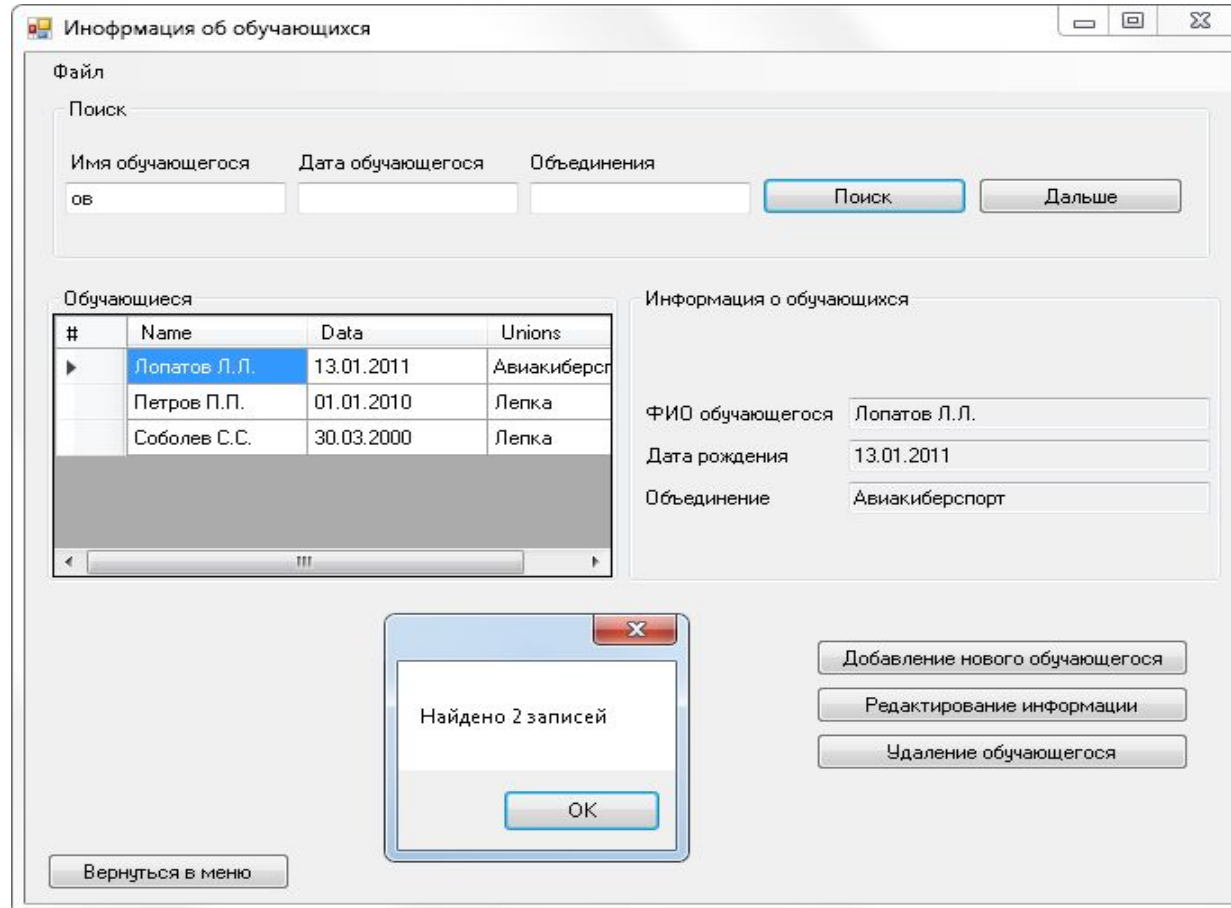 Инофрмация об обучающихся
Файл
Поиск
Имя обучающегося Дата обучающегося Объединения
ов Поиск Дальше
Обучающиеся
# Name Data Unions
Лопатов Л.Л. 13.01.2011 Авиакиберсп
Петров П.П. 01.01.2010 Лепка
Соболев С.С. 30.03.2000 Лепка
Информация о обучающихся
ФИО обучающегося Лопатов Л.Л.
Дата рождения 13.01.2011
Объединение Авиакиберспорт
Найдено 2 записей
OK
Добавление нового обучающегося
Редактирование информации
Удаление обучающегося
Вернуться в меню